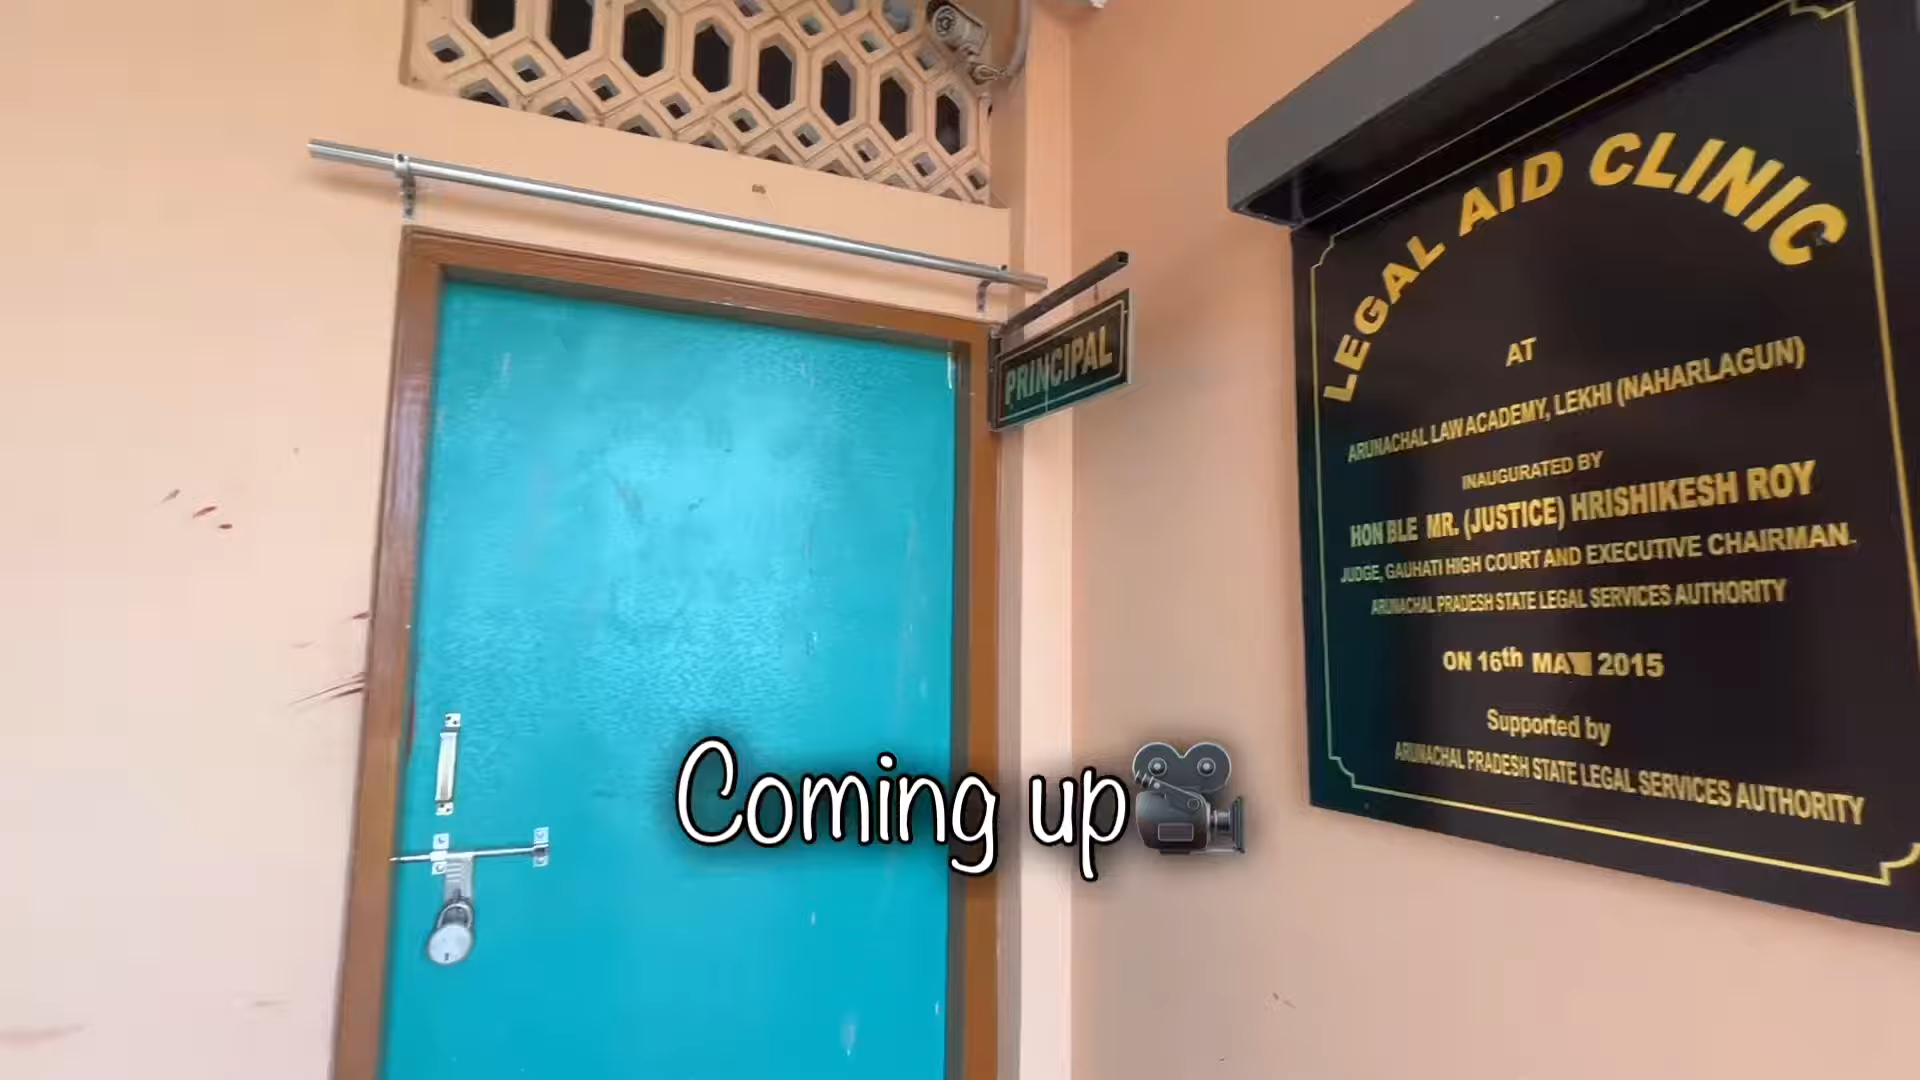 PRINCIPAL
LEGAL AID CLINIC
AT
ARUNACHAL LAW ACADEMY, LEKHI (NAHARLAGUN)
INAUGURATED BY
HON BLE MR. (JUSTICE) HRISHIKESH ROY
JUDGE, GAUHATI HIGH COURT AND EXECUTIVE CHAIRMAN.
ARUNACHAL PRADESH STATE LEGAL SERVICES AUTHORITY
ON 16th MAY 2015
Supported by
ARUNACHAL PRADESH STATE LEGAL SERVICES AUTHORITY
Coming up